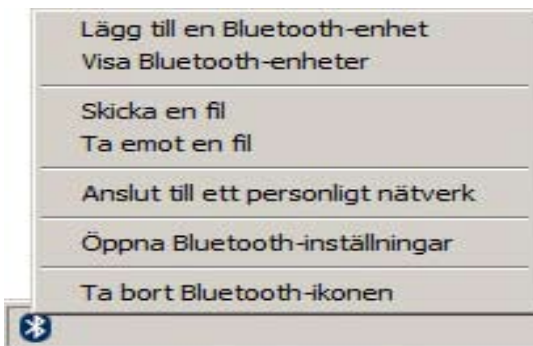 Lägg till en Bluetooth-enhet
Visa Bluetooth-enheter
Skicka en fil
Ta emot en fil
Anslut till ett personligt nätverk
Öppna Bluetooth-inställningar
Ta bort Bluetooth-ikonen